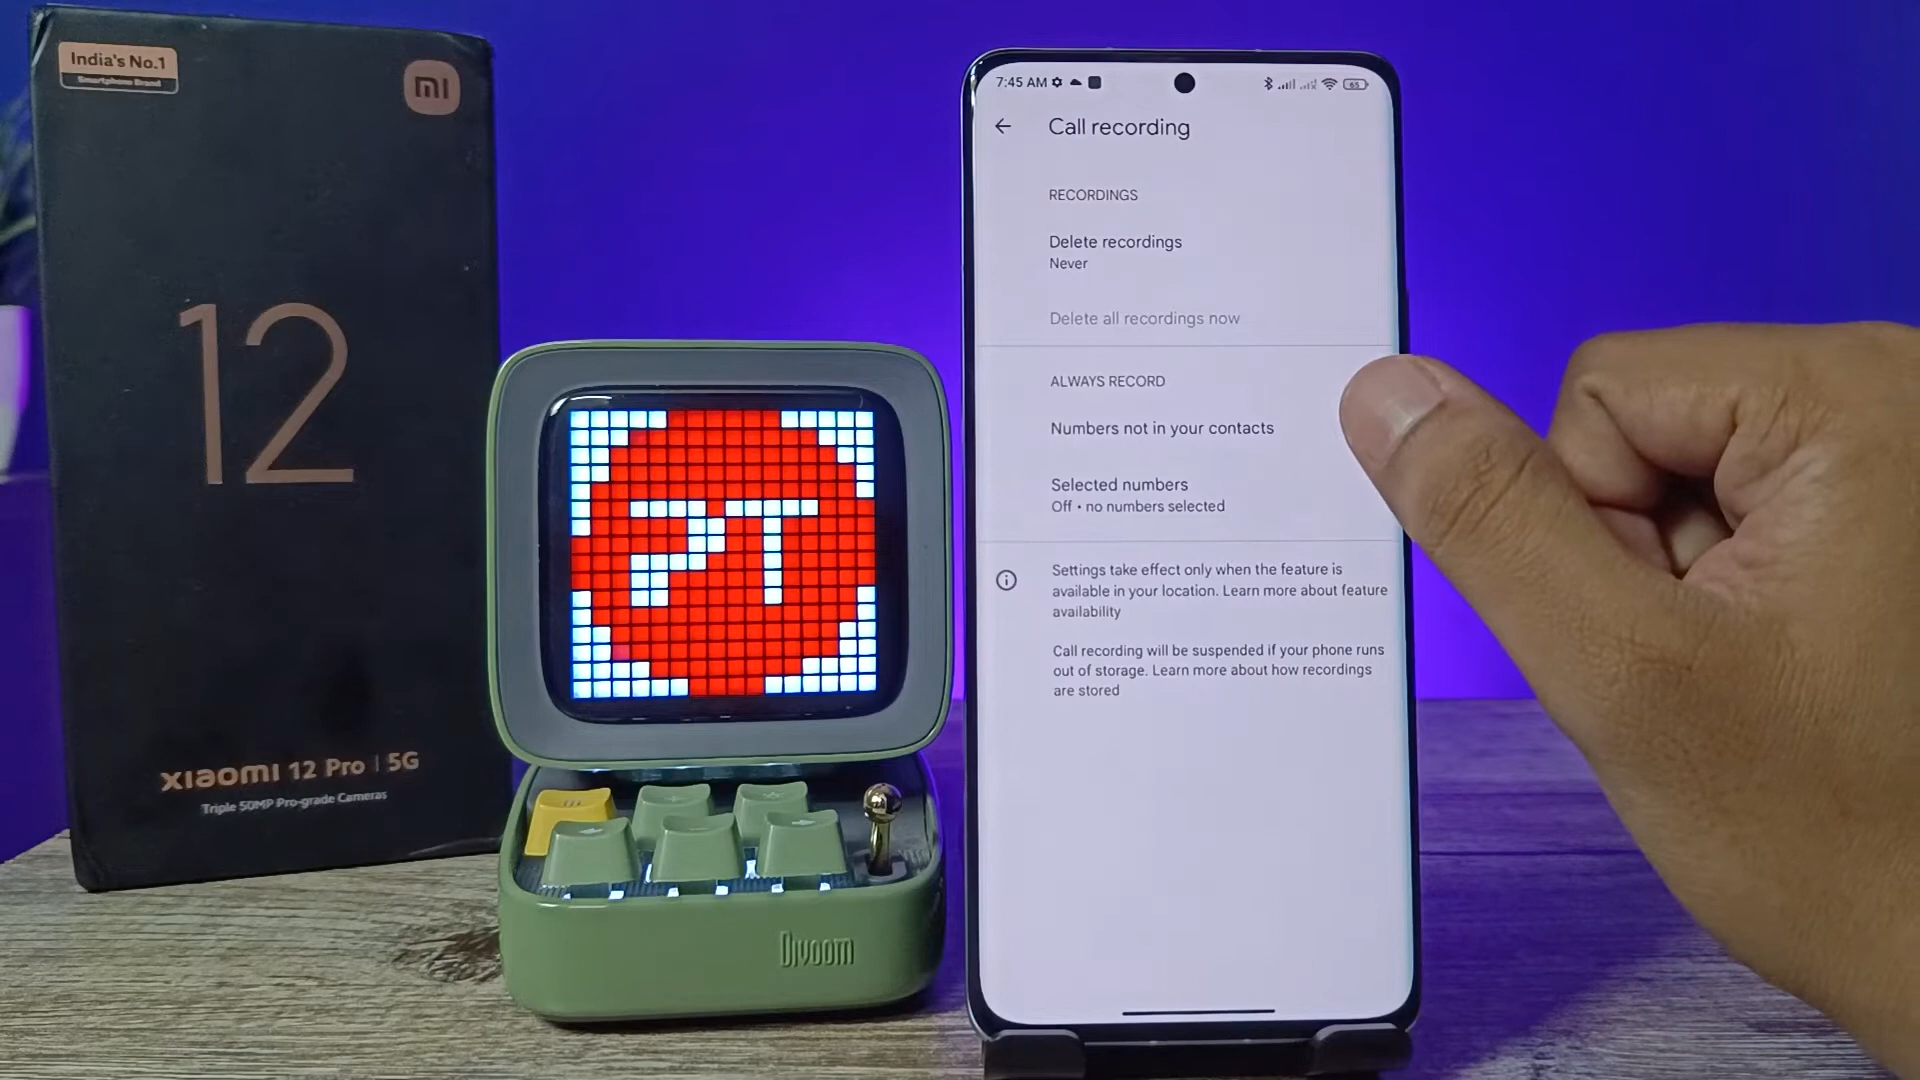 India's No.1
Smartphone Brand
mi
12
XIAOMI 12 Pro | 5G
Triple 50MP Pro-grade Cameras
PT
Divoom
7:45 AM
65
Call recording
RECORDINGS
Delete recordings
Never
Delete all recordings now
ALWAYS RECORD
Numbers not in your contacts
Selected numbers
Off • no numbers selected
Settings take effect only when the feature is
available in your location. Learn more about feature
availability
Call recording will be suspended if your phone runs
out of storage. Learn more about how recordings
are stored